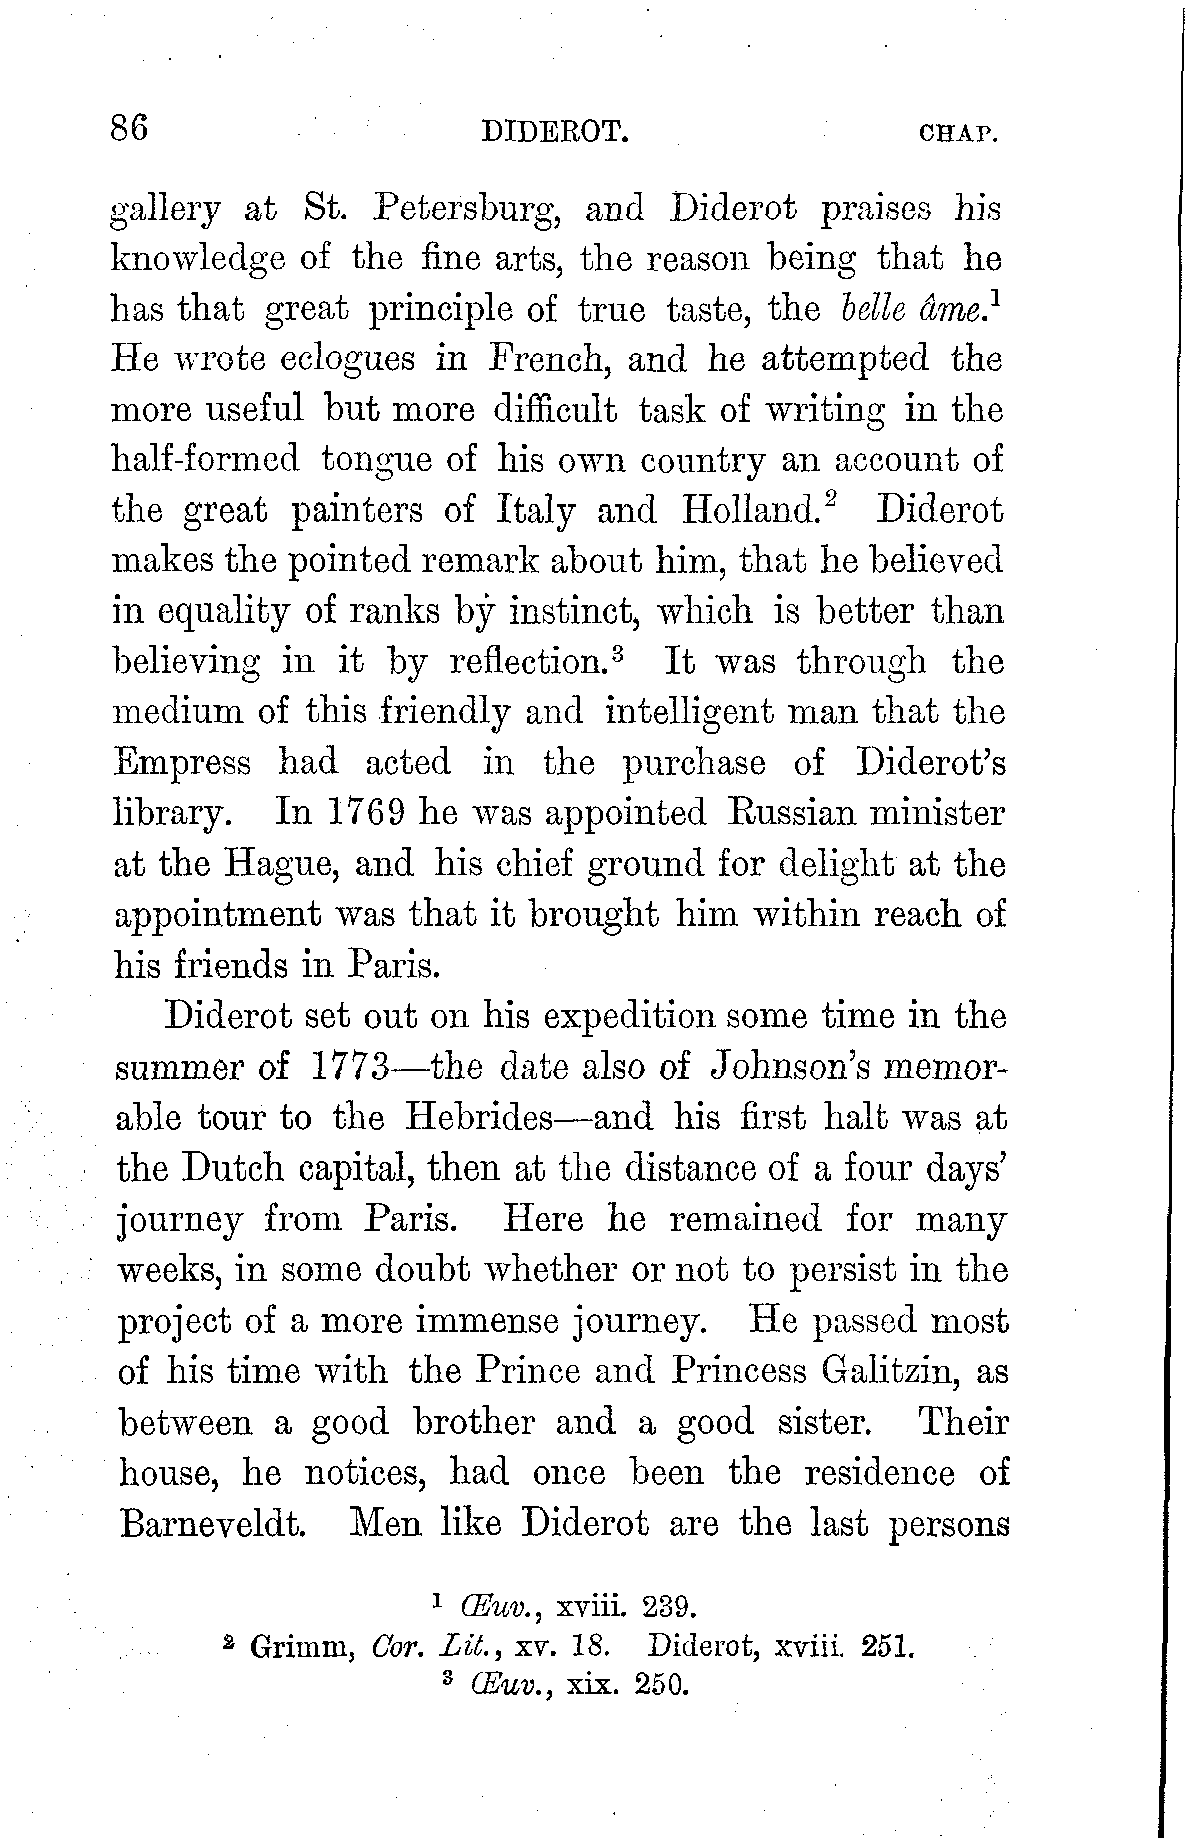 86 DIDEROT. CHAP.
gallery at St. Petersburg, and Diderot praises his
knowledge of the fine arts, the reason being that he
has that great principle of true taste, the belle âme.¹
He wrote eclogues in French, and he attempted the
more useful but more difficult task of writing in the
half-formed tongue of his own country an account of
the great painters of Italy and Holland.² Diderot
makes the pointed remark about him, that he believed
in equality of ranks by instinct, which is better than
believing in it by reflection.³ It was through the
medium of this friendly and intelligent man that the
Empress had acted in the purchase of Diderot's
library. In 1769 he was appointed Russian minister
at the Hague, and his chief ground for delight at the
appointment was that it brought him within reach of
his friends in Paris.
Diderot set out on his expedition some time in the
summer of 1773—the date also of Johnson's memor-
able tour to the Hebrides—and his first halt was at
the Dutch capital, then at the distance of a four days'
journey from Paris. Here he remained for many
weeks, in some doubt whether or not to persist in the
project of a more immense journey. He passed most
of his time with the Prince and Princess Galitzin, as
between a good brother and a good sister. Their
house, he notices, had once been the residence of
Barneveldt. Men like Diderot are the last persons
¹ Œuv., xviii. 239.
² Grimm, Cor. Lit., xv. 18. Diderot, xviii. 251.
³ Œuv., xix. 250.